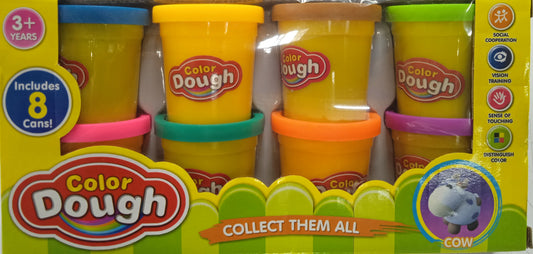 3+
YEARS
Includes
8
Cans!
Color
Dough
Color
Dough
Color
Dough
Color
Dough
Color
Dough
COLLECT THEM ALL
SOCIAL
COOPERATION
VISION
TRAINING
SENSE OF
TOUCHING
DISTINGUISH
COLOR
COW